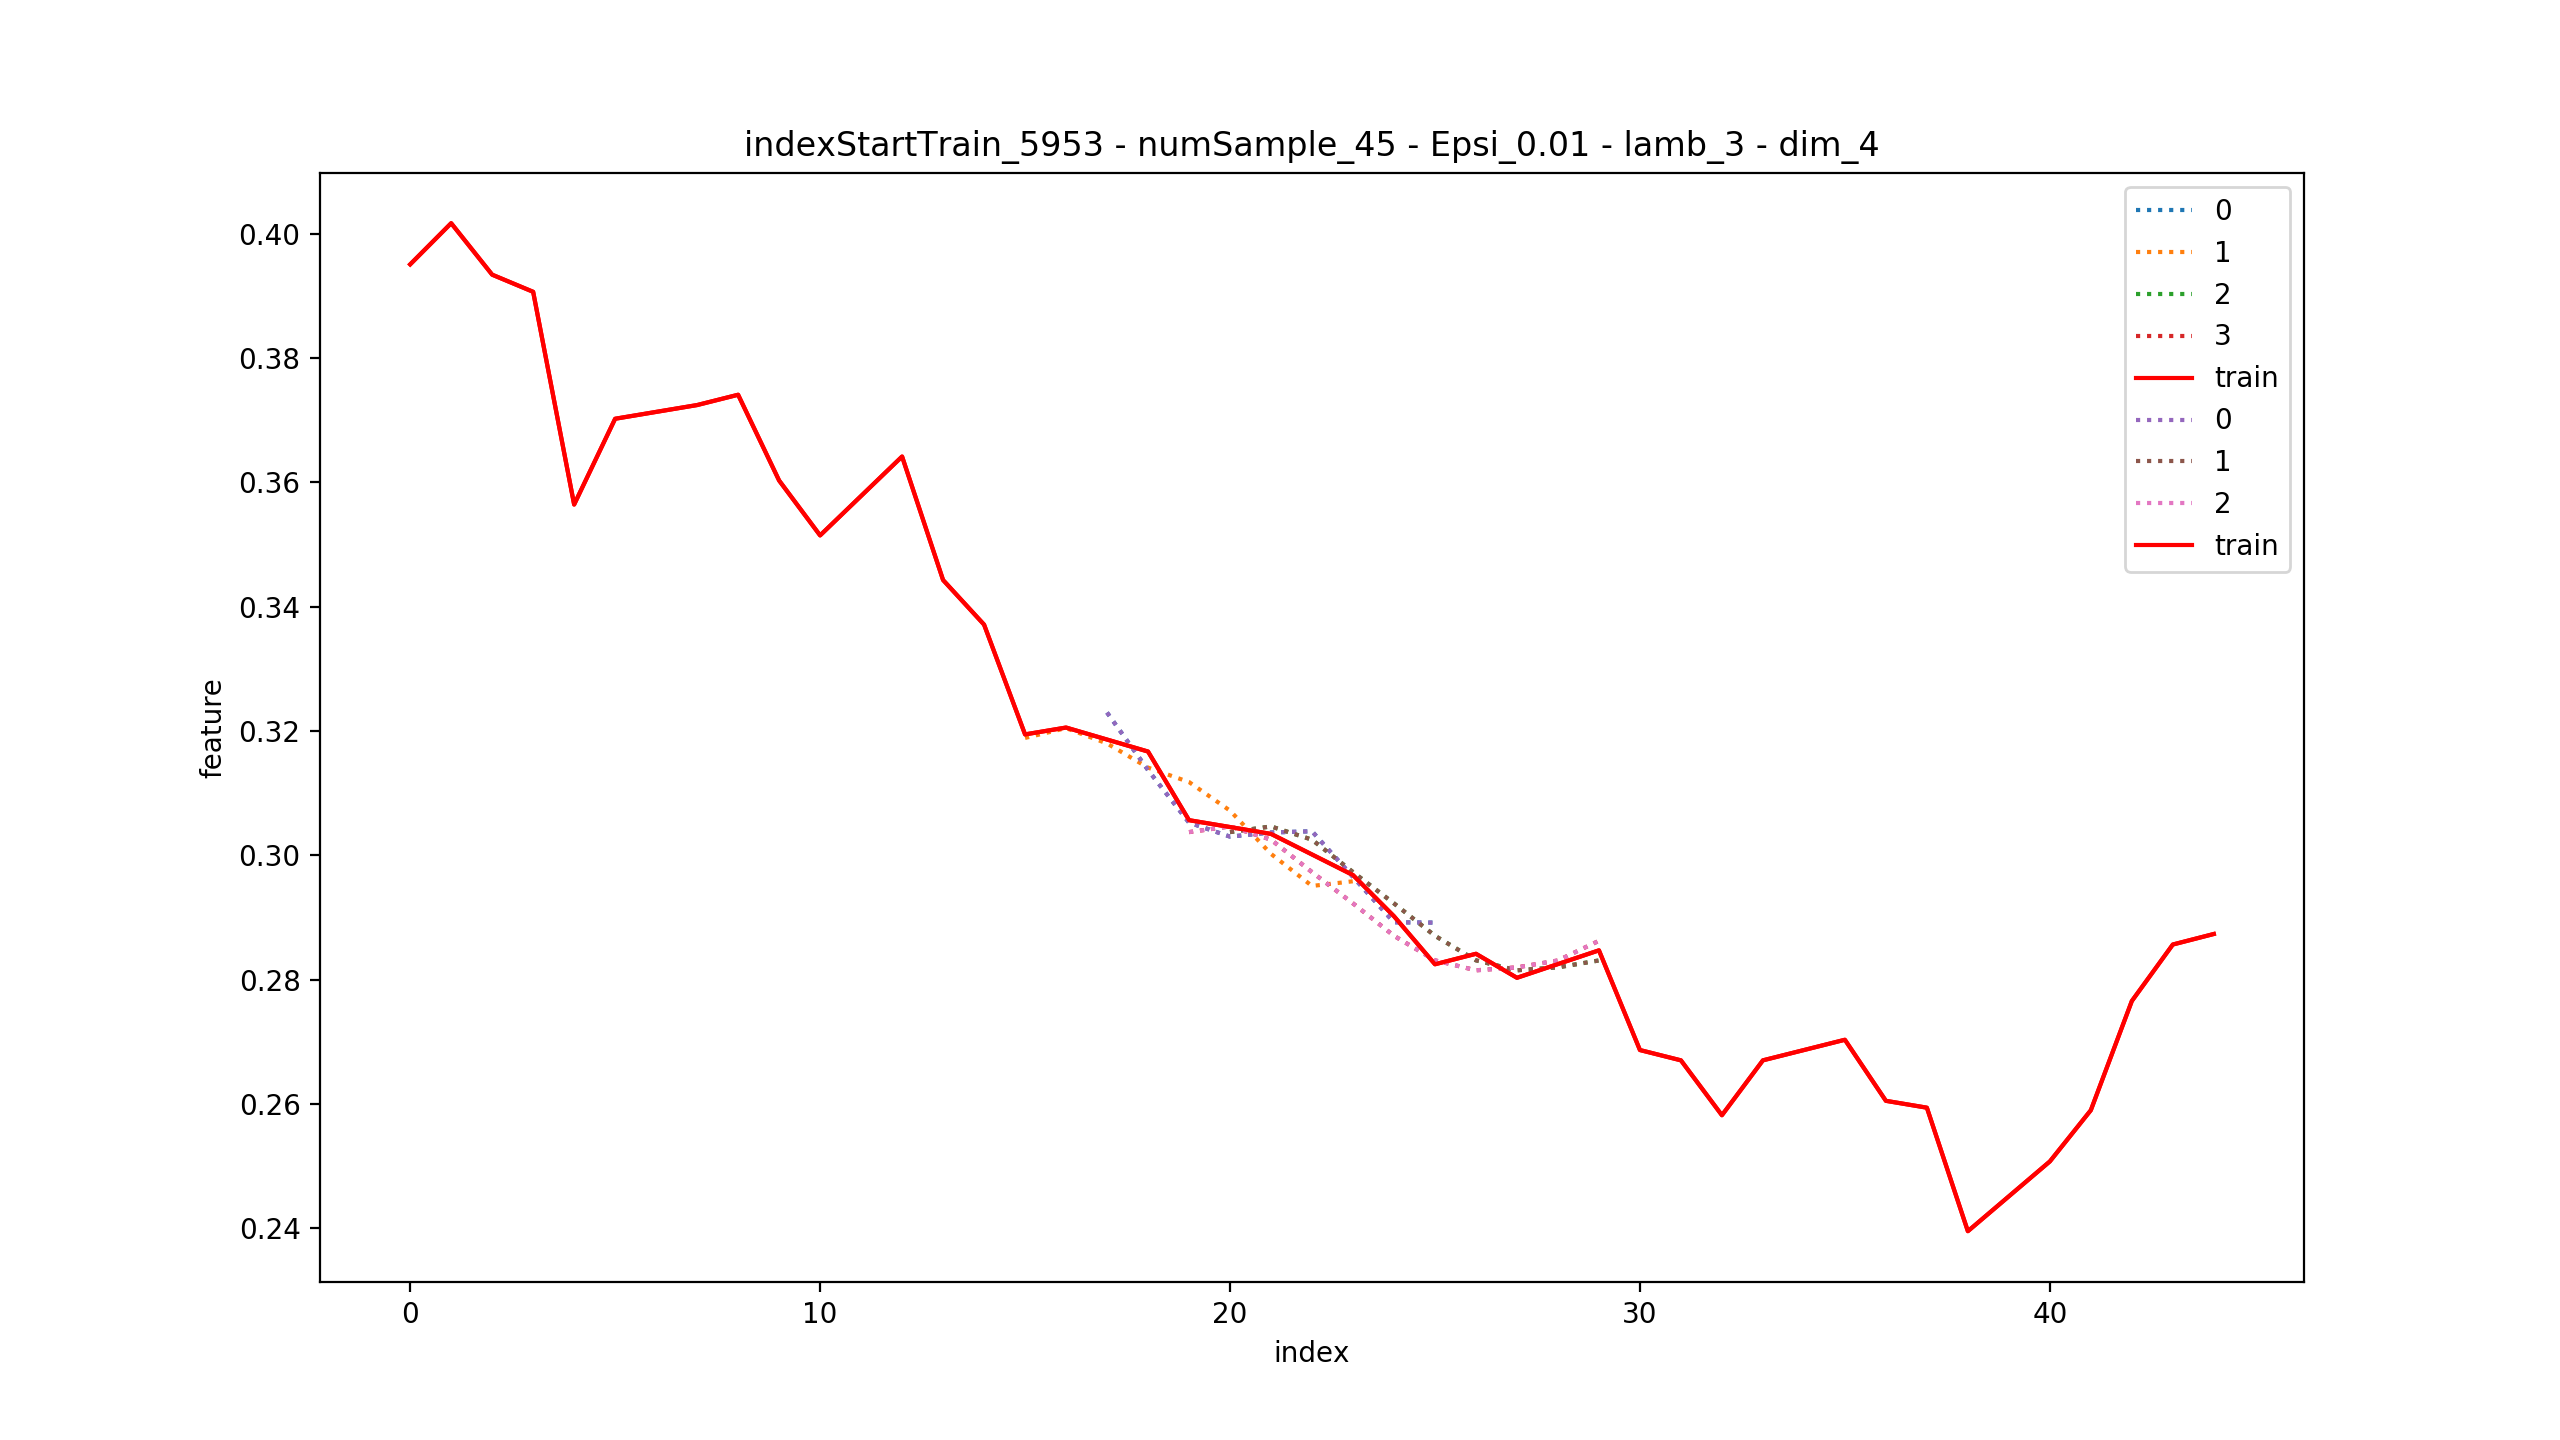 indexStartTrain_5953 - numSample_45 - Epsi_0.01 - lamb_3 - dim_4
0
1
2
3
train
0
1
2
train
0.40
0.38
0.36
0.34
0.32
0.30
0.28
0.26
0.24
feature
0 10 20 30 40
index